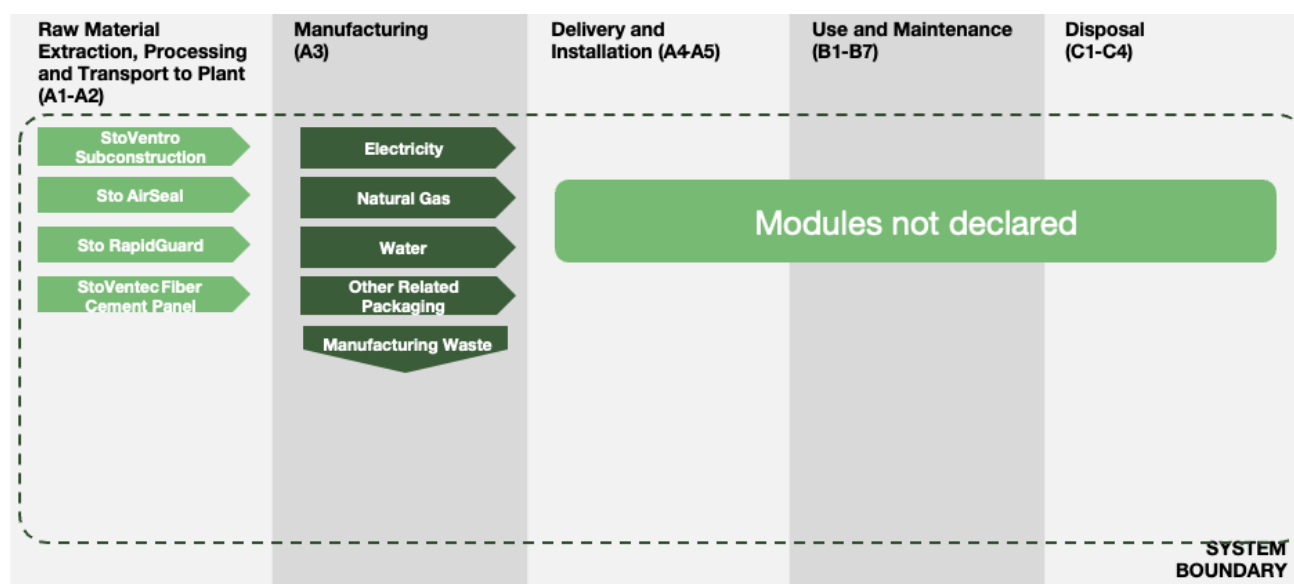 Raw Material
Extraction, Processing
and Transport to Plant
(A1-A2)
Manufacturing
(A3)
Delivery and
Installation (A4-A5)
Use and Maintenance
(B1-B7)
Disposal
(C1-C4)
StoVentro
Subconstruction
Sto AirSeal
Sto RapidGuard
StoVentec Fiber
Cement Panel
Electricity
Natural Gas
Water
Other Related
Packaging
Manufacturing Waste
Modules not declared
SYSTEM
BOUNDARY